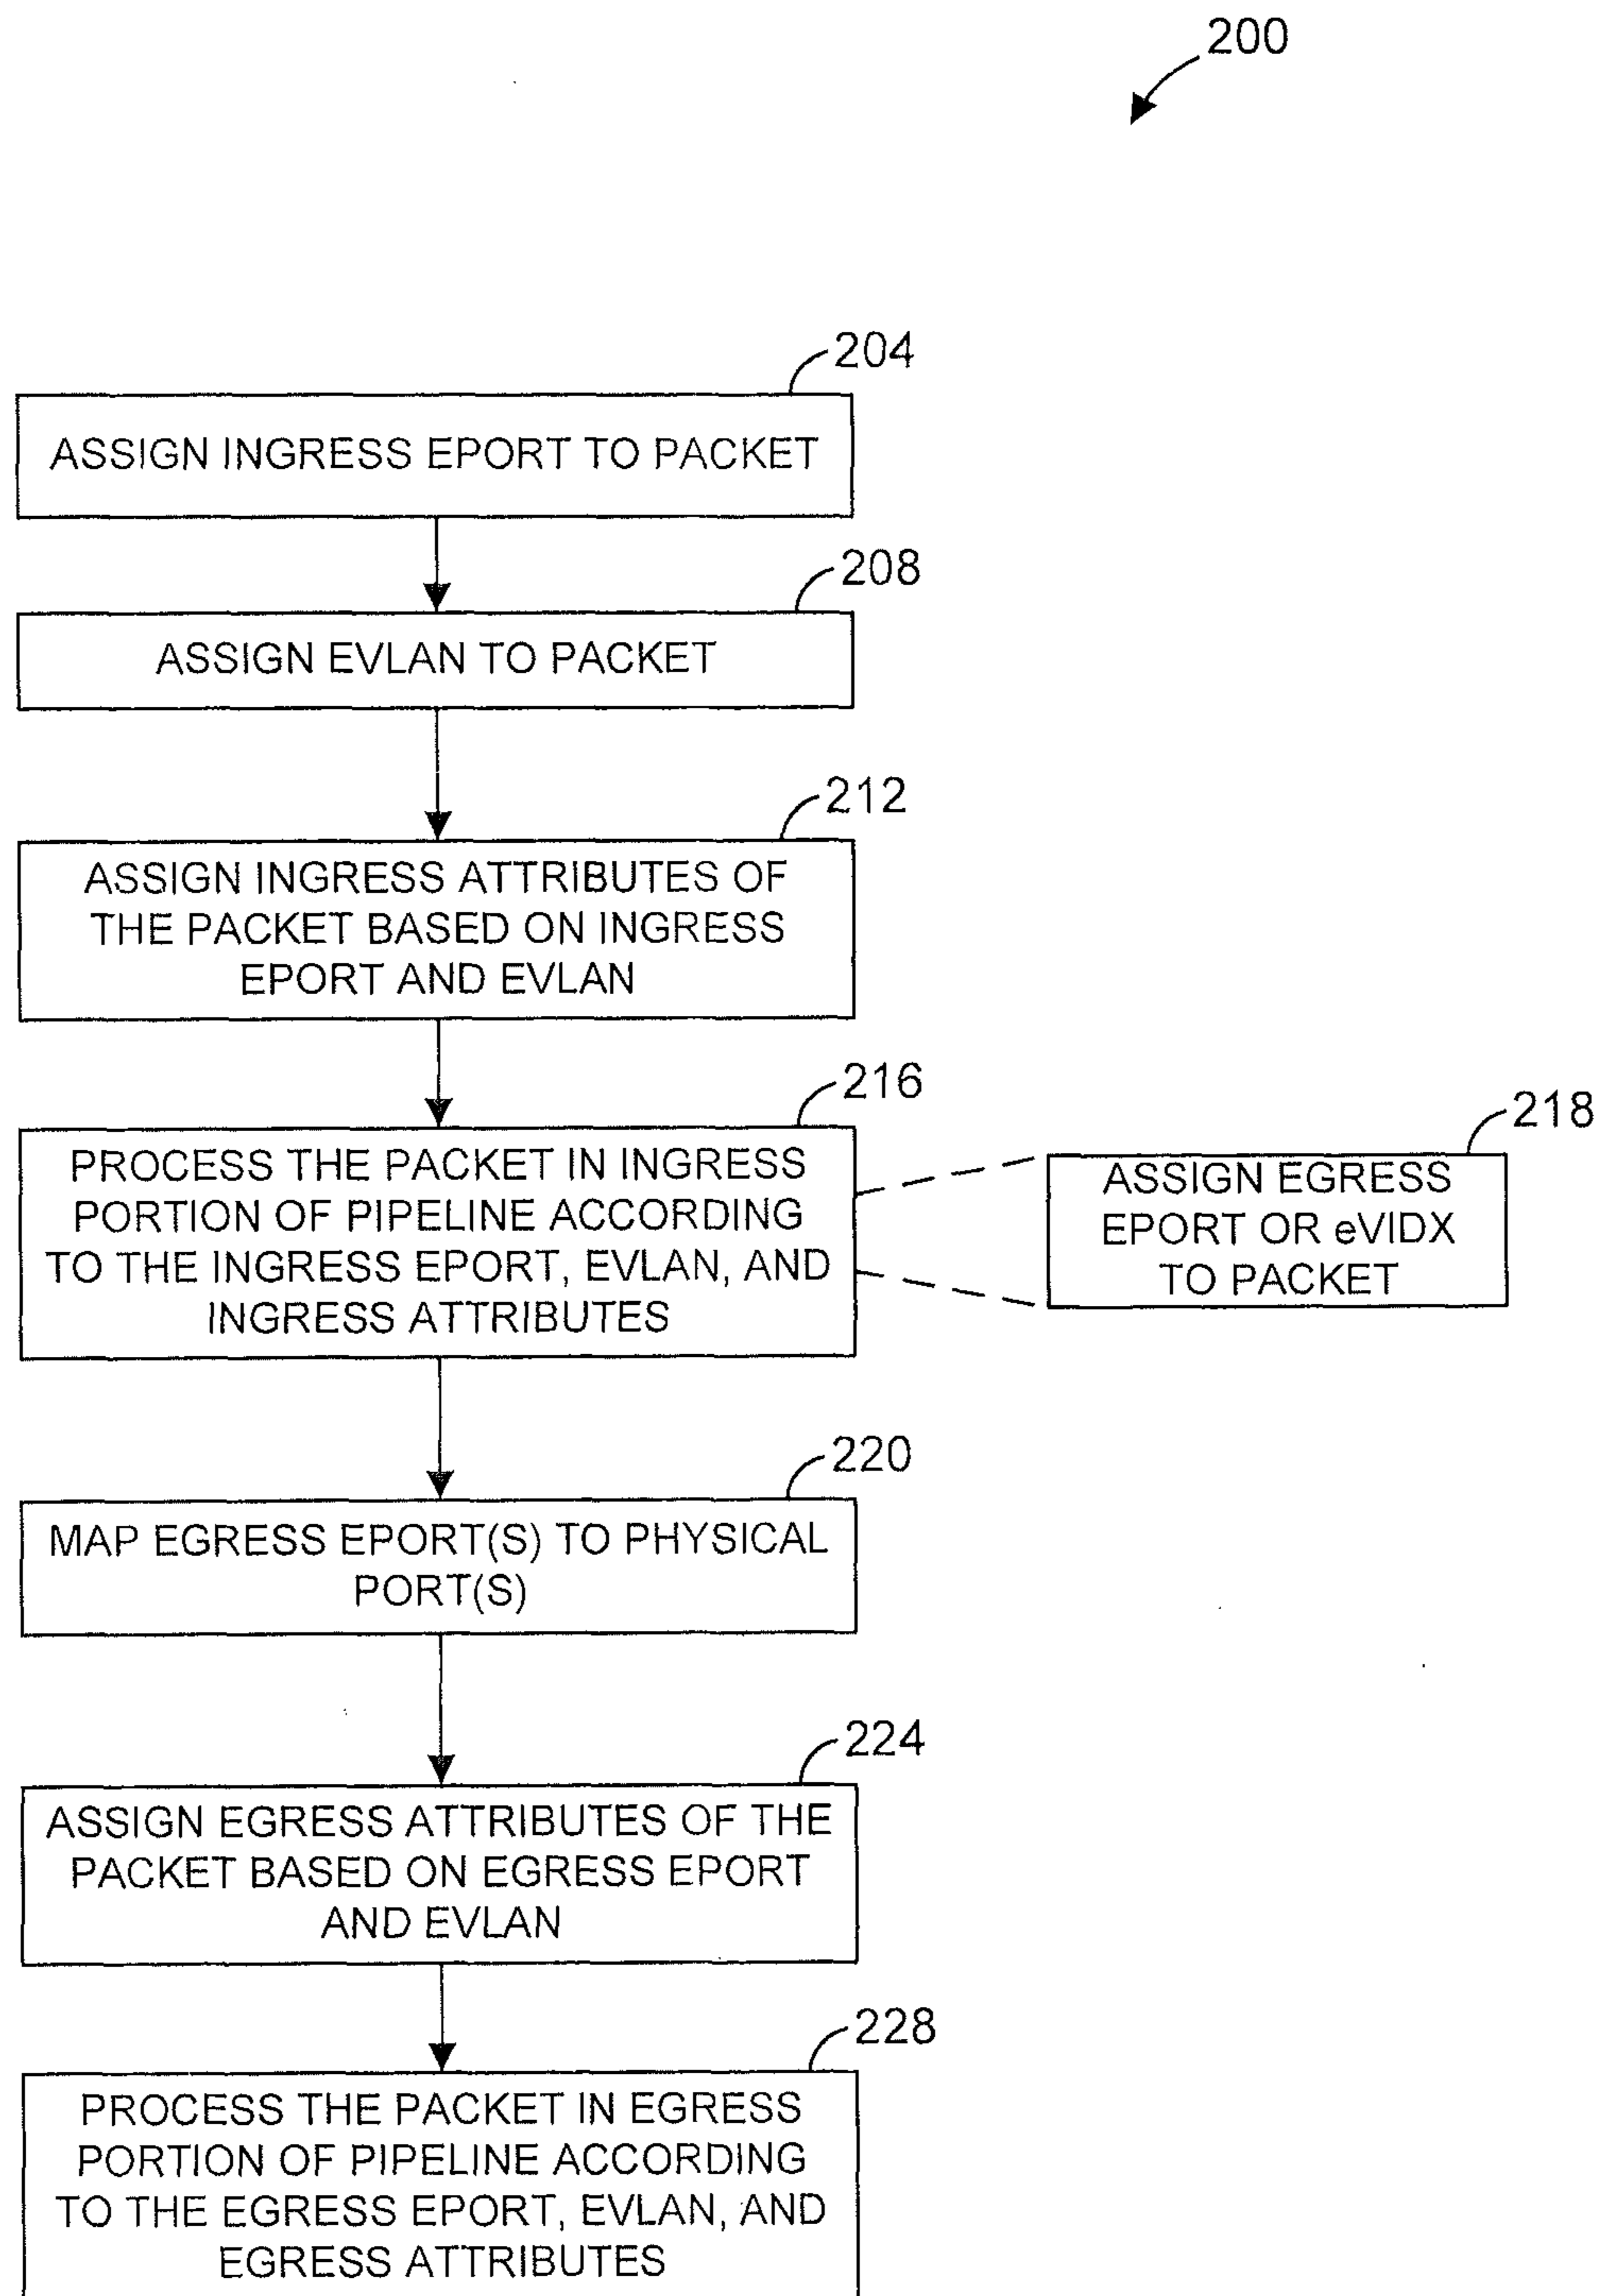 200
204
ASSIGN INGRESS EPORT TO PACKET
208
ASSIGN EVLAN TO PACKET
212
ASSIGN INGRESS ATTRIBUTES OF
THE PACKET BASED ON INGRESS
EPORT AND EVLAN
216
PROCESS THE PACKET IN INGRESS
PORTION OF PIPELINE ACCORDING
TO THE INGRESS EPORT, EVLAN, AND
INGRESS ATTRIBUTES
218
ASSIGN EGRESS
EPORT OR eVIDX
TO PACKET
220
MAP EGRESS EPORT(S) TO PHYSICAL
PORT(S)
224
ASSIGN EGRESS ATTRIBUTES OF THE
PACKET BASED ON EGRESS EPORT
AND EVLAN
228
PROCESS THE PACKET IN EGRESS
PORTION OF PIPELINE ACCORDING
TO THE EGRESS EPORT, EVLAN, AND
EGRESS ATTRIBUTES